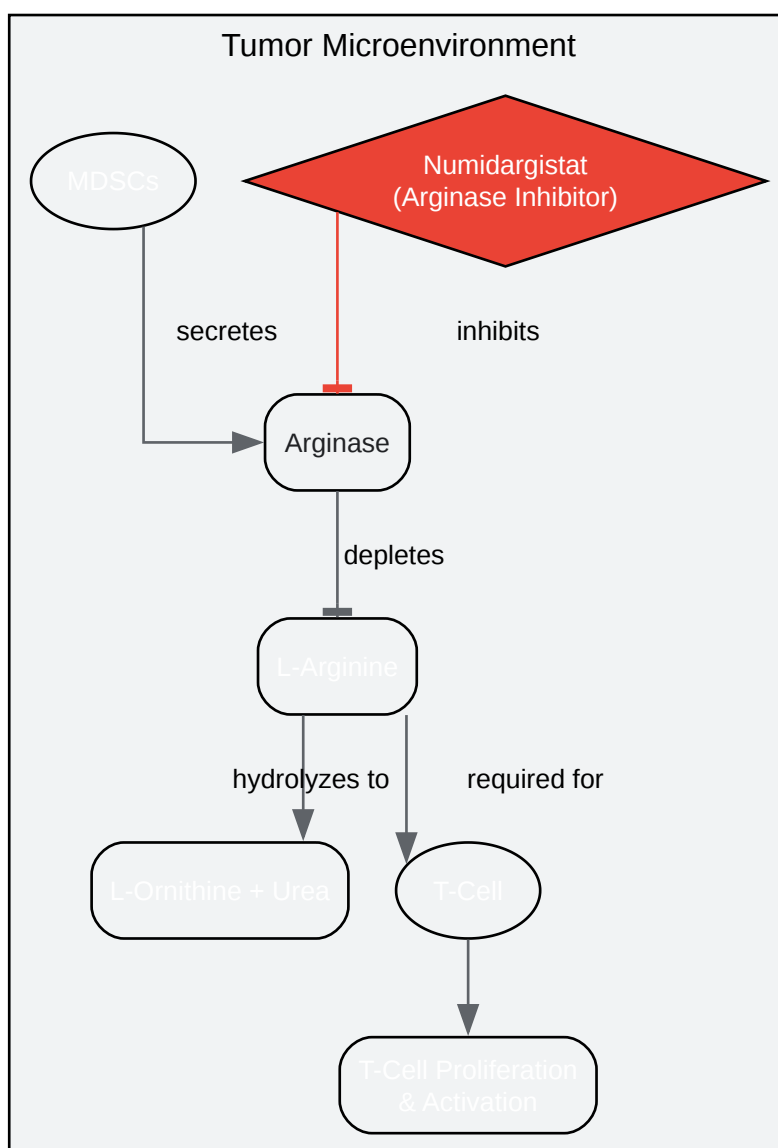 Tumor Microenvironment
MDSCs
Numidargistat
(Arginase Inhibitor)
secretes
inhibits
Arginase
depletes
L-Arginine
hydrolyzes to
required for
L-Ornithine + Urea
T-Cell
T-Cell Proliferation
& Activation